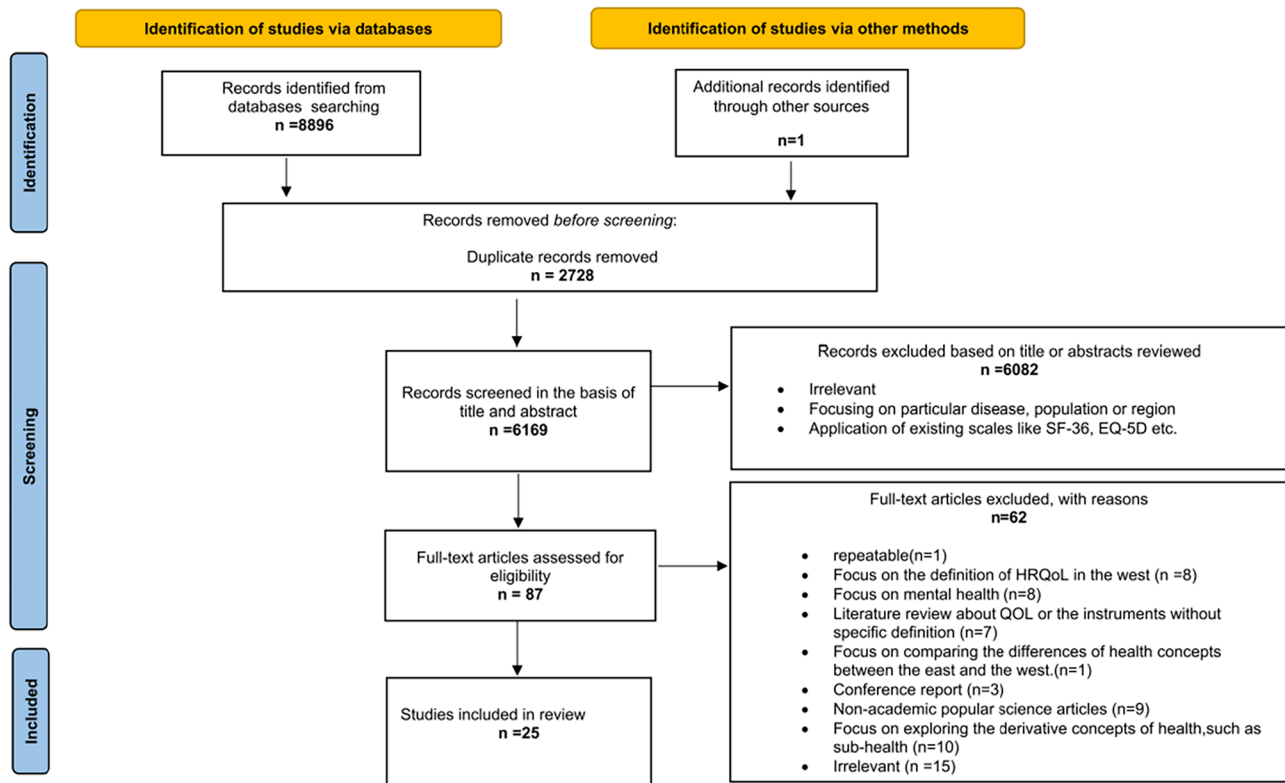 Identification of studies via databases
Identification of studies via other methods
Identification
Records identified from
databases searching
n =8896
Additional records identified
through other sources
n=1
Records removed before screening:
Duplicate records removed
n = 2728
Screening
Records screened in the basis of
title and abstract
n =6169
Records excluded based on title or abstracts reviewed
n =6082
• Irrelevant
• Focusing on particular disease, population or region
• Application of existing scales like SF-36, EQ-5D etc.
Full-text articles assessed for
eligibility
n = 87
Full-text articles excluded, with reasons
n=62
• repeatable(n=1)
• Focus on the definition of HRQoL in the west (n =8)
• Focus on mental health (n=8)
• Literature review about QOL or the instruments without
specific definition (n=7)
• Focus on comparing the differences of health concepts
between the east and the west.(n=1)
• Conference report (n=3)
• Non-academic popular science articles (n=9)
• Focus on exploring the derivative concepts of health,such as
sub-health (n=10)
• Irrelevant (n =15)
Included
Studies included in review
n =25